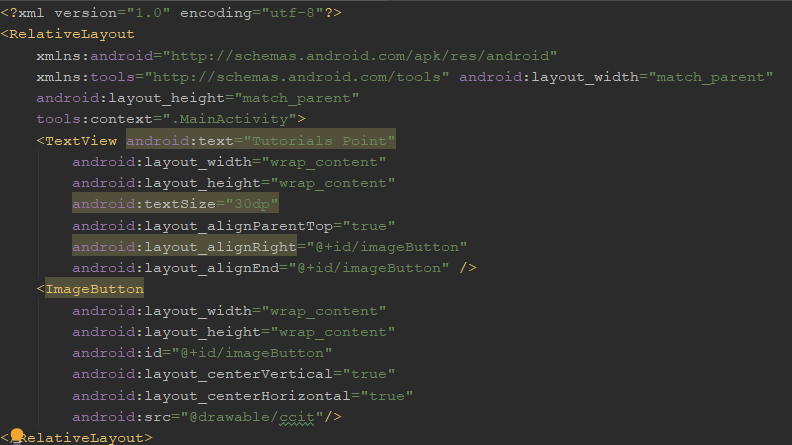 <?xml version="1.0" encoding="utf-8"?>
<RelativeLayout
    xmlns:android="http://schemas.android.com/apk/res/android"
    xmlns:tools="http://schemas.android.com/tools" android:layout_width="match_parent"
    android:layout_height="match_parent"
    tools:context=".MainActivity">
    <TextView android:text="Tutorials Point"
        android:layout_width="wrap_content"
        android:layout_height="wrap_content"
        android:textSize="30dp"
        android:layout_alignParentTop="true"
        android:layout_alignRight="@+id/imageButton"
        android:layout_alignEnd="@+id/imageButton" />
    <ImageButton
        android:layout_width="wrap_content"
        android:layout_height="wrap_content"
        android:id="@+id/imageButton"
        android:layout_centerVertical="true"
        android:layout_centerHorizontal="true"
        android:src="@drawable/ccit"/>
</RelativeLayout>